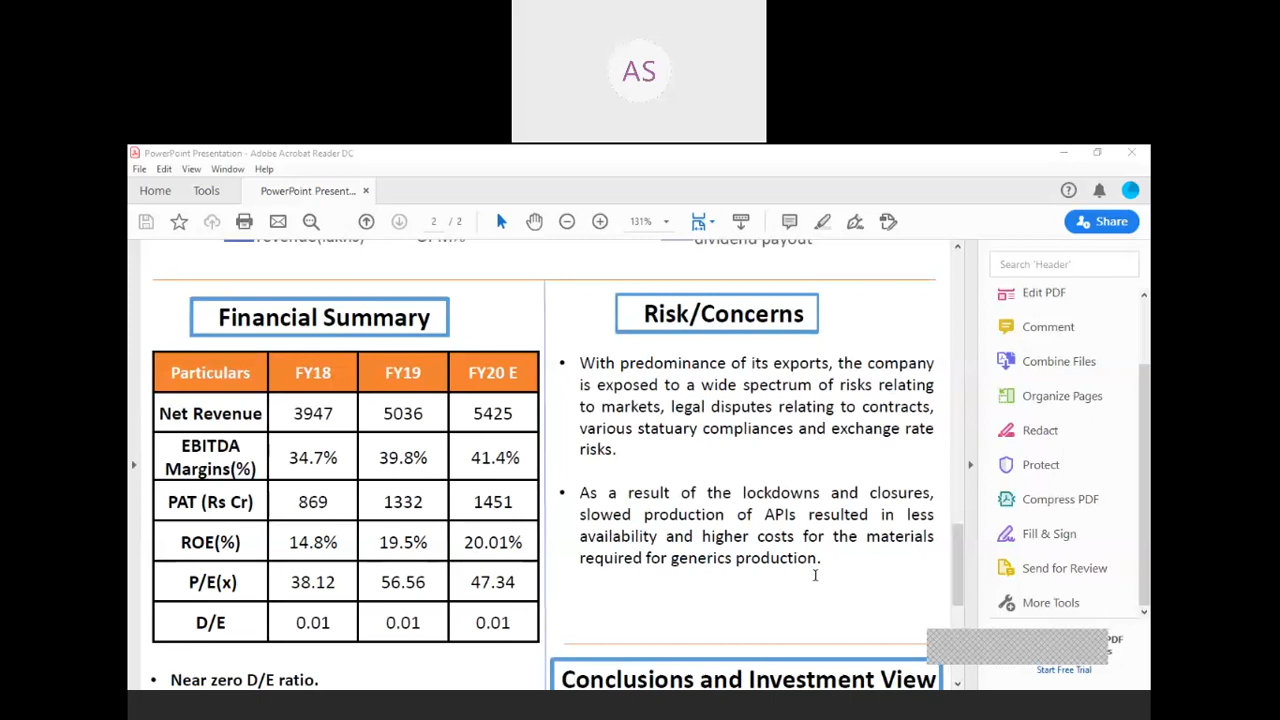 AS
PowerPoint Presentation - Adobe Acrobat Reader DC
File Edit View Window Help
Home Tools PowerPoint Present... ×
2 / 2 131% Share
revenue(lakhs) OPM% dividend payout
Financial Summary
Particulars FY18 FY19 FY20 E
Net Revenue 3947 5036 5425
EBITDA
Margins(%) 34.7% 39.8% 41.4%
PAT (Rs Cr) 869 1332 1451
ROE(%) 14.8% 19.5% 20.01%
P/E(x) 38.12 56.56 47.34
D/E 0.01 0.01 0.01
• Near zero D/E ratio.
Risk/Concerns
• With predominance of its exports, the company
is exposed to a wide spectrum of risks relating
to markets, legal disputes relating to contracts,
various statuary compliances and exchange rate
risks.
• As a result of the lockdowns and closures,
slowed production of APIs resulted in less
availability and higher costs for the materials
required for generics production.
Conclusions and Investment View
Search 'Header'
Edit PDF
Comment
Combine Files
Organize Pages
Redact
Protect
Compress PDF
Fill & Sign
Send for Review
More Tools
PDF
Start Free Trial